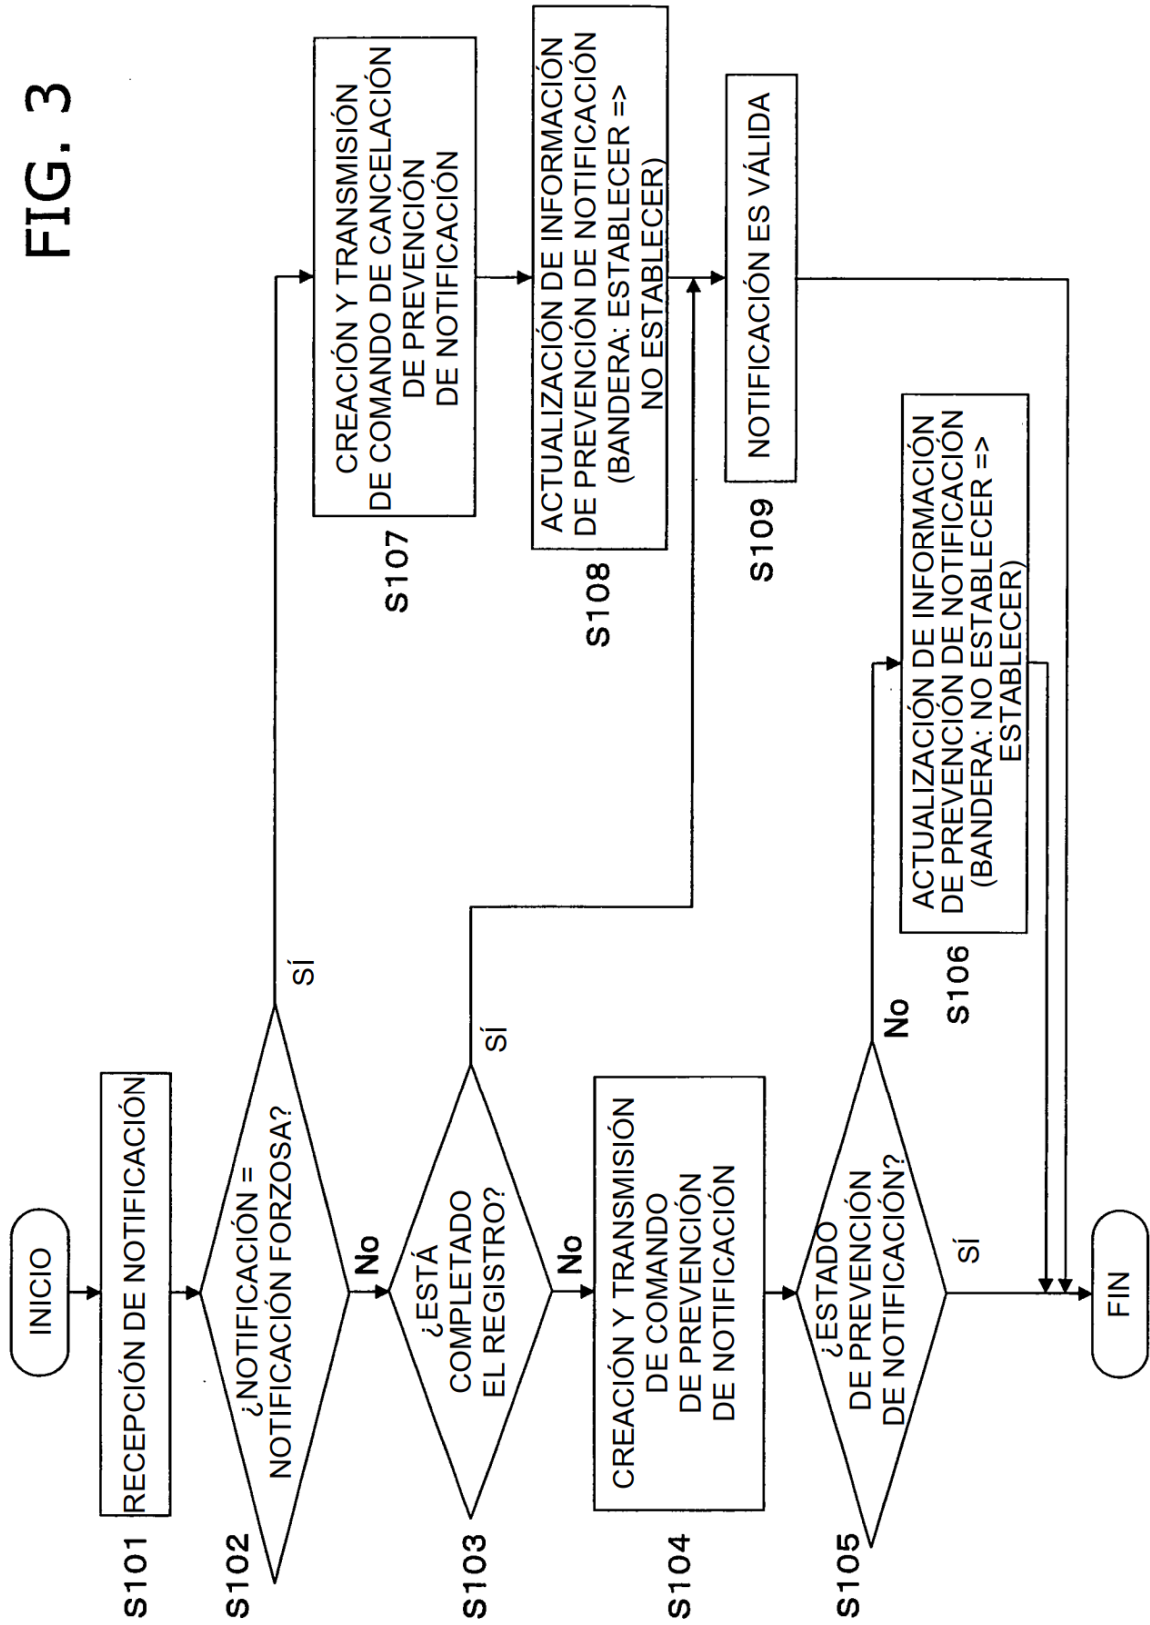 FIG. 3
INICIO
S101
RECEPCIÓN DE NOTIFICACIÓN
S102
¿NOTIFICACIÓN =
NOTIFICACIÓN FORZOSA?
SÍ
No
S103
¿ESTÁ
COMPLETADO
EL REGISTRO?
SÍ
No
S104
CREACIÓN Y TRANSMISIÓN
DE COMANDO
DE PREVENCIÓN
DE NOTIFICACIÓN
S105
¿ESTADO
DE PREVENCIÓN
DE NOTIFICACIÓN?
No
SÍ
S106
ACTUALIZACIÓN DE INFORMACIÓN
DE PREVENCIÓN DE NOTIFICACIÓN
(BANDERA: NO ESTABLECER =>
ESTABLECER)
S107
CREACIÓN Y TRANSMISIÓN
DE COMANDO DE CANCELACIÓN
DE PREVENCIÓN
DE NOTIFICACIÓN
S108
ACTUALIZACIÓN DE INFORMACIÓN
DE PREVENCIÓN DE NOTIFICACIÓN
(BANDERA: ESTABLECER =>
NO ESTABLECER)
S109
NOTIFICACIÓN ES VÁLIDA
FIN